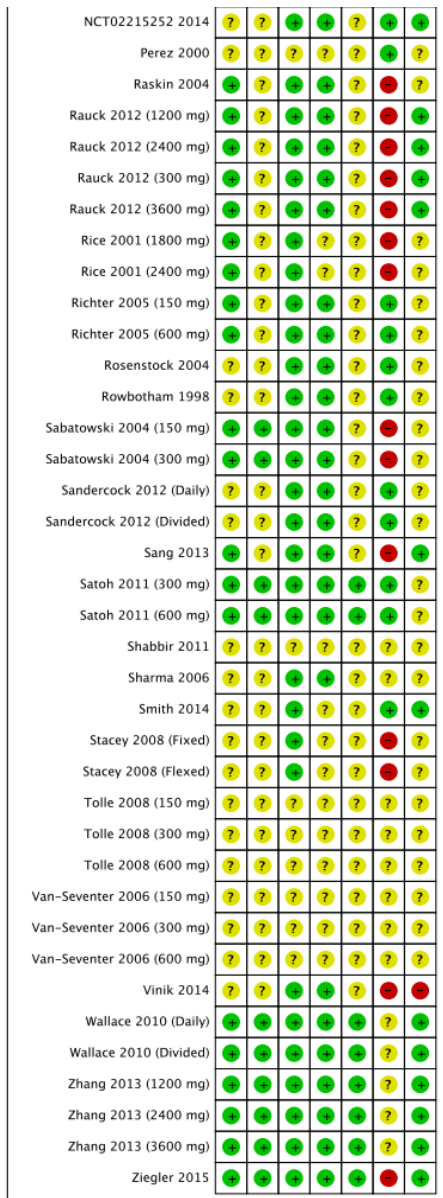 NCT02215252 2014 ? ? + + ? + +
Perez 2000 ? ? ? ? ? + ?
Raskin 2004 + ? + + ? − ?
Rauck 2012 (1200 mg) + ? + + ? − +
Rauck 2012 (2400 mg) + ? + + ? − +
Rauck 2012 (300 mg) + ? + + ? − +
Rauck 2012 (3600 mg) + ? + + ? − +
Rice 2001 (1800 mg) + ? + ? ? − ?
Rice 2001 (2400 mg) + ? + ? ? − ?
Richter 2005 (150 mg) + ? + + ? + ?
Richter 2005 (600 mg) + ? + + ? + ?
Rosenstock 2004 ? ? + + ? + ?
Rowbotham 1998 ? ? + + ? + ?
Sabatowski 2004 (150 mg) + + + + ? − ?
Sabatowski 2004 (300 mg) + + + + ? − ?
Sandercock 2012 (Daily) ? ? + + ? + ?
Sandercock 2012 (Divided) ? ? + + ? + ?
Sang 2013 + ? + + ? − +
Satoh 2011 (300 mg) + + + + + + ?
Satoh 2011 (600 mg) + + + + + + ?
Shabbir 2011 ? ? ? ? ? ? ?
Sharma 2006 ? ? + + ? ? ?
Smith 2014 ? ? + ? ? + +
Stacey 2008 (Fixed) ? ? + ? ? − ?
Stacey 2008 (Flexed) ? ? + ? ? − ?
Tolle 2008 (150 mg) ? ? ? ? ? ? ?
Tolle 2008 (300 mg) ? ? ? ? ? ? ?
Tolle 2008 (600 mg) ? ? ? ? ? ? ?
Van-Seventer 2006 (150 mg) ? ? ? ? ? ? ?
Van-Seventer 2006 (300 mg) ? ? ? ? ? ? ?
Van-Seventer 2006 (600 mg) ? ? ? ? ? ? ?
Vinik 2014 ? ? + + ? − −
Wallace 2010 (Daily) + + + + + ? +
Wallace 2010 (Divided) + + + + + ? +
Zhang 2013 (1200 mg) + + + + + ? +
Zhang 2013 (2400 mg) + + + + + ? +
Zhang 2013 (3600 mg) + + + + + ? +
Ziegler 2015 + + + + + − +